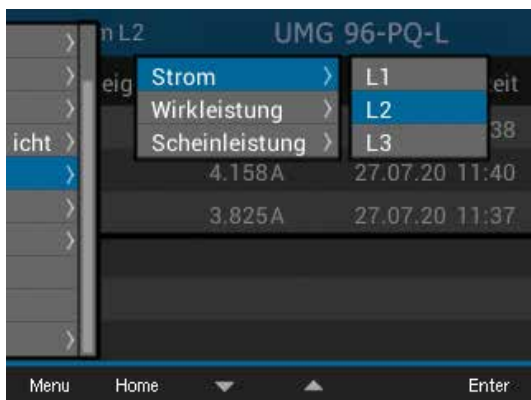 m L2 UMG 96-PQ-L
eig Strom L1 eit
Wirkleistung L2 38
icht Scheinleistung L3
4.158A 27.07.20 11:40
3.825A 27.07.20 11:37
Menu Home Enter